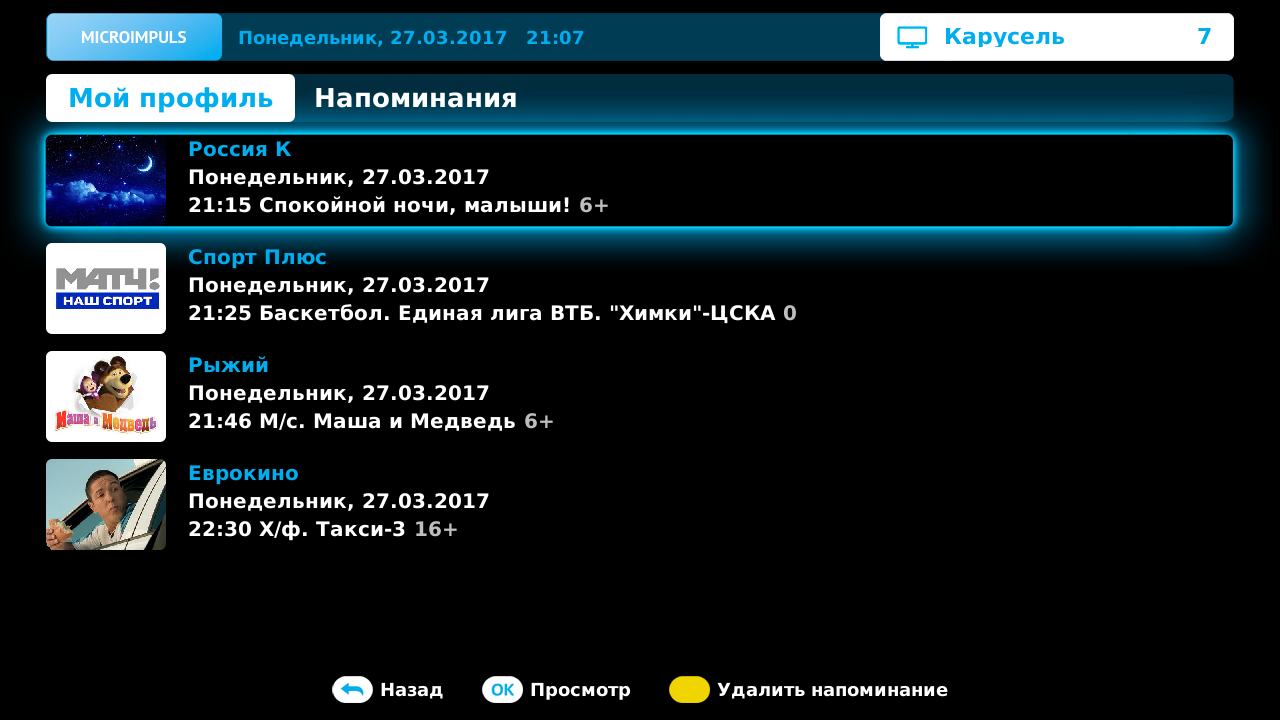 MICROIMPULS
Понедельник, 27.03.2017 21:07
Карусель 7
Мой профиль
Напоминания
Россия К
Понедельник, 27.03.2017
21:15 Спокойной ночи, малыши! 6+
МАТЧ!
НАШ СПОРТ
Спорт Плюс
Понедельник, 27.03.2017
21:25 Баскетбол. Единая лига ВТБ. "Химки"-ЦСКА 0
Маша и Медведь
Рыжий
Понедельник, 27.03.2017
21:46 М/с. Маша и Медведь 6+
Еврокино
Понедельник, 27.03.2017
22:30 Х/ф. Такси-3 16+
Назад
OK Просмотр
Удалить напоминание